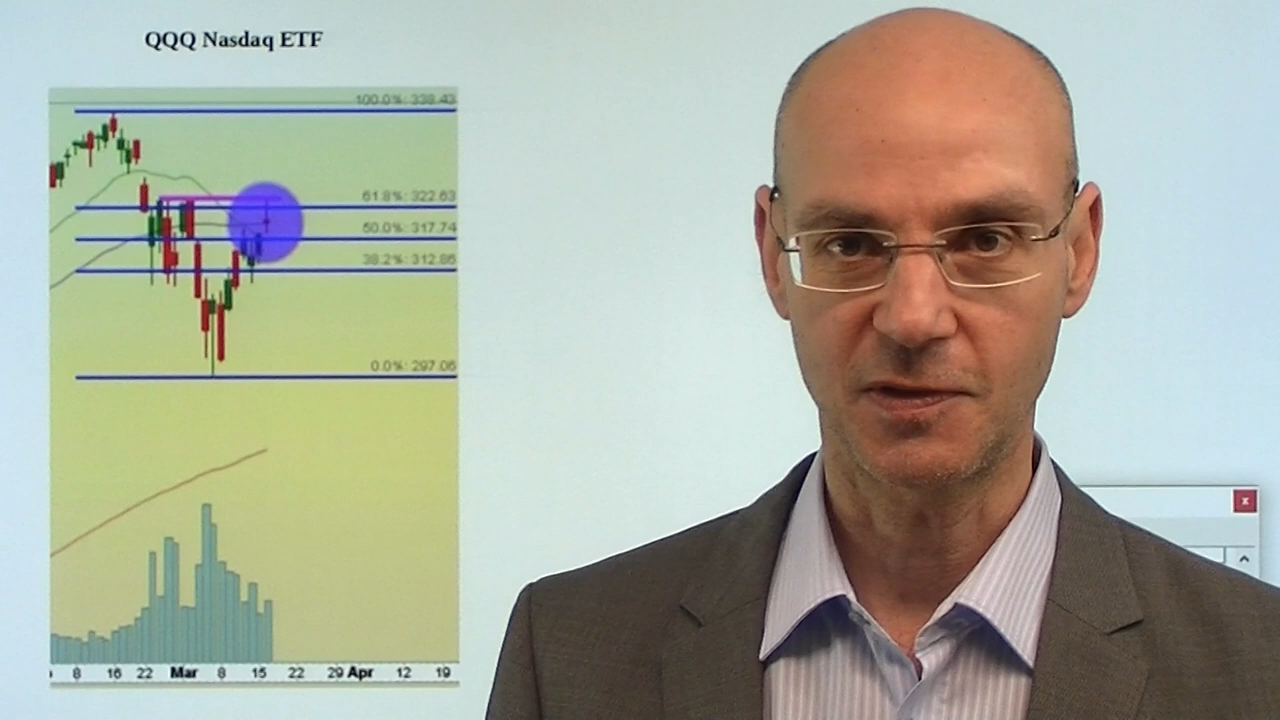 QQQ Nasdaq ETF
100.0%: 339.43
61.8%: 322.63
50.0%: 317.74
38.2%: 312.86
0.0%: 297.06
8 16 22 Mar 8 15 22 29 Apr 12 19
x